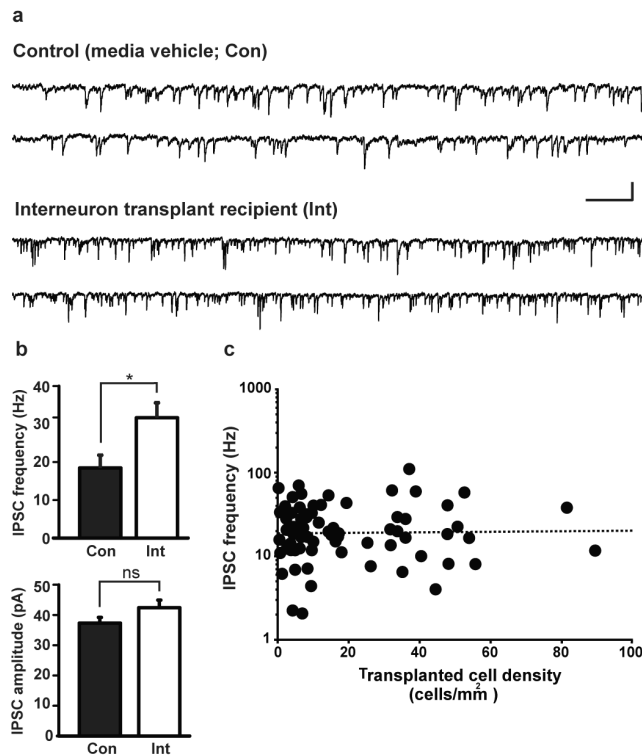 a
Control (media vehicle; Con)
Interneuron transplant recipient (Int)
b
IPSC frequency (Hz)
40
30
20
10
0
*
Con Int
IPSC amplitude (pA)
50
40
30
20
10
0
ns
Con Int
c
IPSC frequency (Hz)
1000
100
10
1
0 20 40 60 80 100
Transplanted cell density
(cells/mm²)